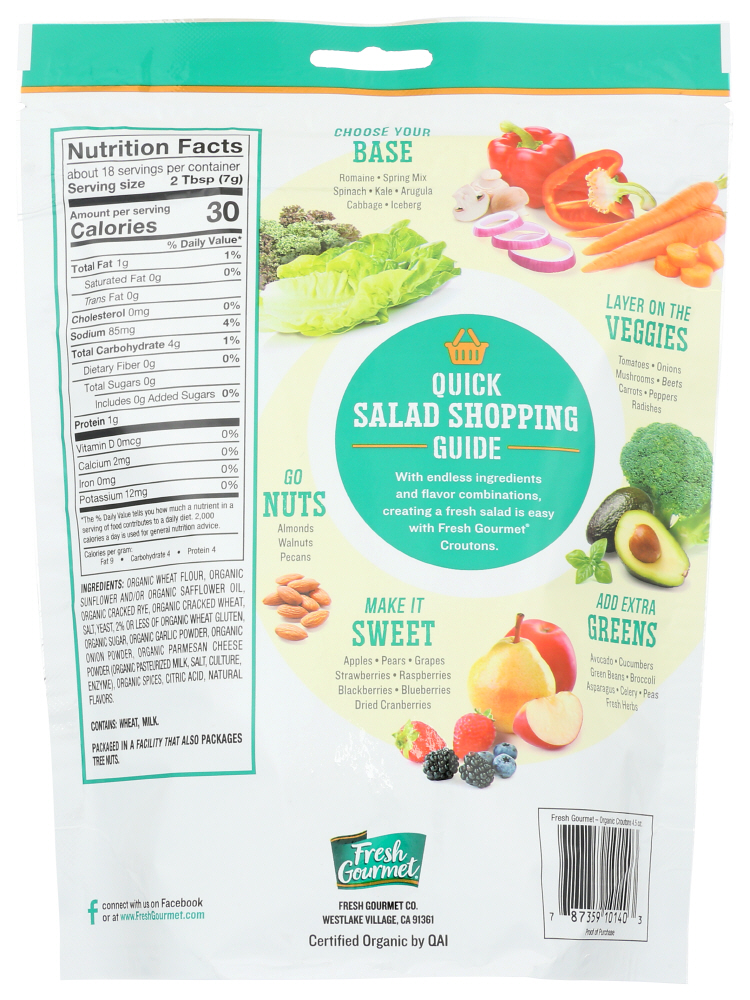 Nutrition Facts
about 18 servings per container
Serving size 2 Tbsp (7g)
Amount per serving
Calories 30
% Daily Value*
Total Fat 1g 1%
Saturated Fat 0g 0%
Trans Fat 0g
Cholesterol 0mg 0%
Sodium 85mg 4%
Total Carbohydrate 4g 1%
Dietary Fiber 0g 0%
Total Sugars 0g
Includes 0g Added Sugars 0%
Protein 1g
Vitamin D 0mcg 0%
Calcium 2mg 0%
Iron 0mg 0%
Potassium 12mg 0%
*The % Daily Value tells you how much a nutrient in a
serving of food contributes to a daily diet. 2,000
calories a day is used for general nutrition advice.
Calories per gram:
Fat 9 • Carbohydrate 4 • Protein 4
INGREDIENTS: ORGANIC WHEAT FLOUR, ORGANIC
SUNFLOWER AND/OR ORGANIC SAFFLOWER OIL,
ORGANIC CRACKED RYE, ORGANIC CRACKED WHEAT,
SALT, YEAST, 2% OR LESS OF ORGANIC WHEAT GLUTEN,
ORGANIC SUGAR, ORGANIC GARLIC POWDER, ORGANIC
ONION POWDER, ORGANIC PARMESAN CHEESE
POWDER (ORGANIC PASTEURIZED MILK, SALT, CULTURE,
ENZYME), ORGANIC SPICES, CITRIC ACID, NATURAL
FLAVORS.
CONTAINS: WHEAT, MILK.
PACKAGED IN A FACILITY THAT ALSO PACKAGES
TREE NUTS.
CHOOSE YOUR
BASE
Romaine • Spring Mix
Spinach • Kale • Arugula
Cabbage • Iceberg
LAYER ON THE
VEGGIES
Tomatoes • Onions
Mushrooms • Beets
Carrots • Peppers
Radishes
QUICK
SALAD SHOPPING
GUIDE
With endless ingredients
and flavor combinations,
creating a fresh salad is easy
with Fresh Gourmet®
Croutons.
GO
NUTS
Almonds
Walnuts
Pecans
MAKE IT
SWEET
Apples • Pears • Grapes
Strawberries • Raspberries
Blackberries • Blueberries
Dried Cranberries
ADD EXTRA
GREENS
Avocado • Cucumbers
Green Beans • Broccoli
Asparagus • Celery • Peas
Fresh Herbs
connect with us on Facebook
or at www.FreshGourmet.com
Fresh
Gourmet®
FRESH GOURMET CO.
WESTLAKE VILLAGE, CA 91361
Certified Organic by QAI
Fresh Gourmet – Organic Croutons 4.5 oz.
7 87359 10140 3
Proof of Purchase